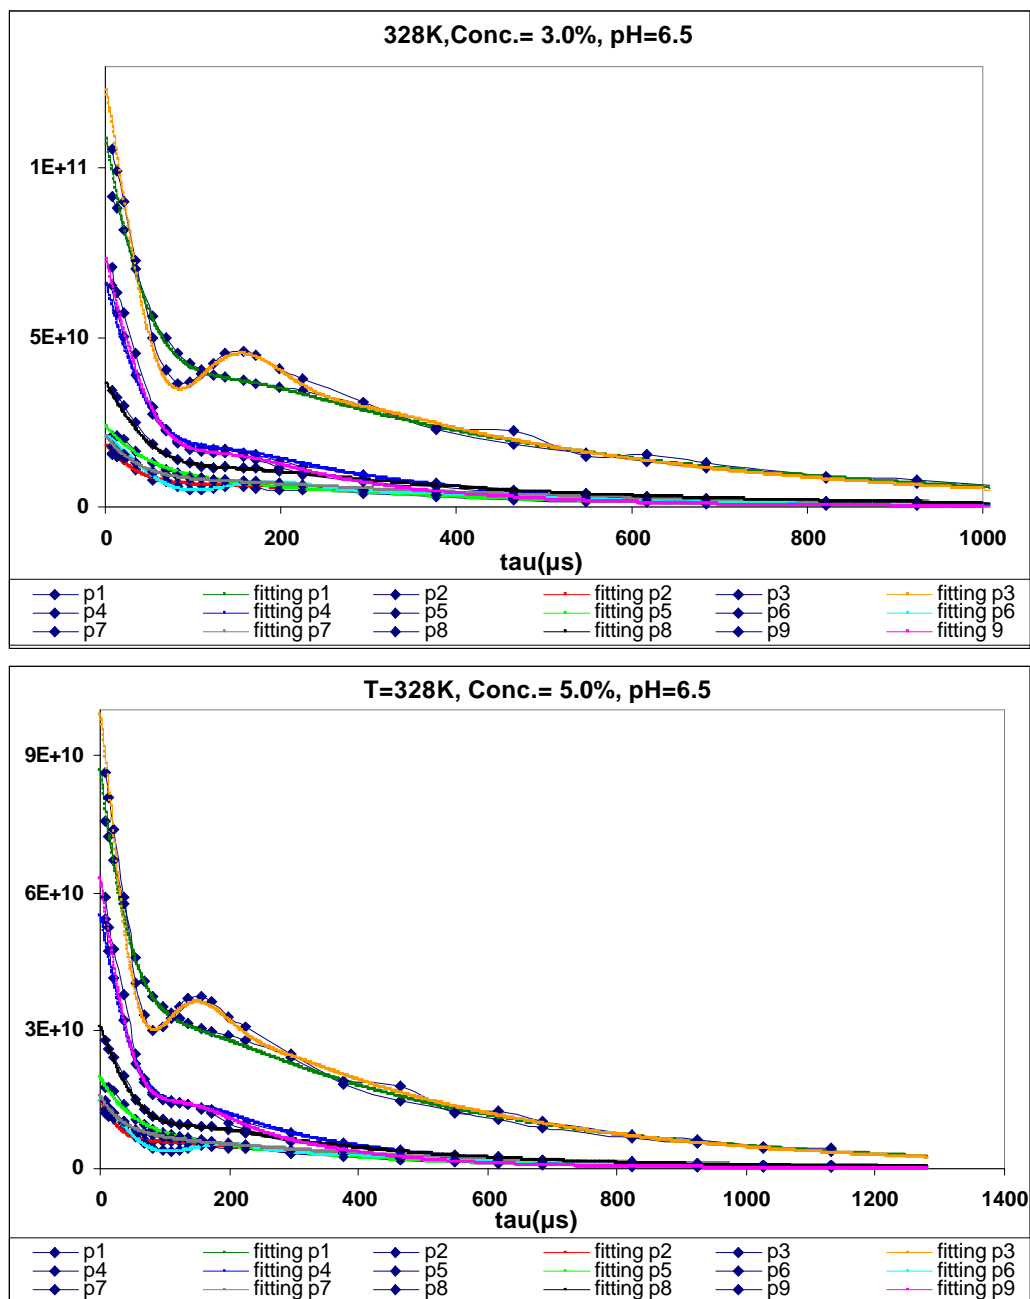 328K,Conc.= 3.0%, pH=6.5
1E+11
5E+10
0
0 200 400 600 800 1000
tau(µs)
p1 fitting p1 p2 fitting p2 p3 fitting p3
p4 fitting p4 p5 fitting p5 p6 fitting p6
p7 fitting p7 p8 fitting p8 p9 fitting 9
T=328K, Conc.= 5.0%, pH=6.5
9E+10
6E+10
3E+10
0
0 200 400 600 800 1000 1200 1400
tau(µs)
p1 fitting p1 p2 fitting p2 p3 fitting p3
p4 fitting p4 p5 fitting p5 p6 fitting p6
p7 fitting p7 p8 fitting p8 p9 fitting p9